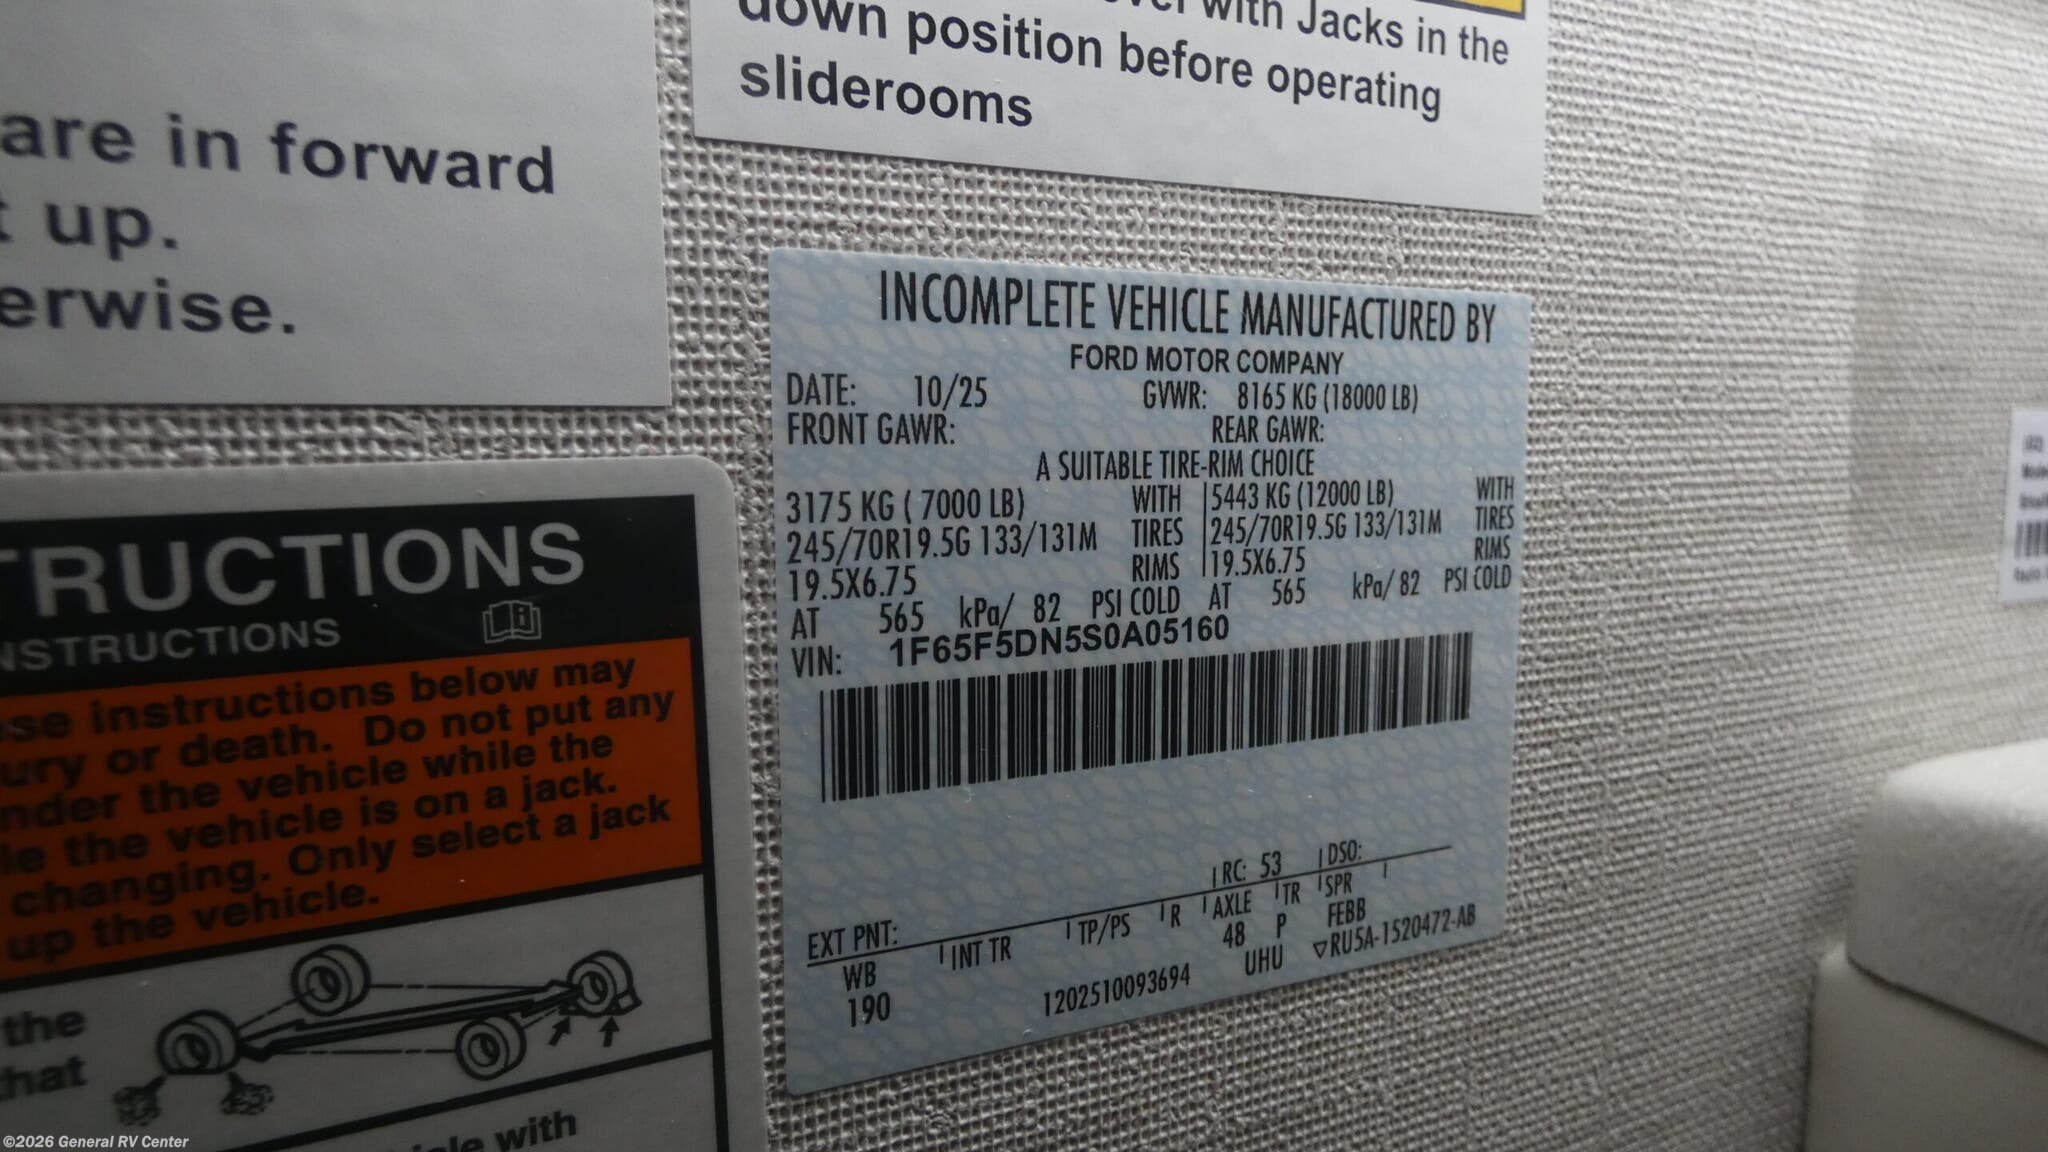 with Jacks in the
down position before operating
sliderooms
are in forward
up.
erwise.
TRUCTIONS
INSTRUCTIONS
se instructions below may
ury or death. Do not put any
nder the vehicle while the
le the vehicle is on a jack.
changing. Only select a jack
up the vehicle.
the
hat
with
INCOMPLETE VEHICLE MANUFACTURED BY
FORD MOTOR COMPANY
DATE: 10/25 GVWR: 8165 KG (18000 LB)
FRONT GAWR: REAR GAWR:
A SUITABLE TIRE-RIM CHOICE
3175 KG ( 7000 LB) WITH 5443 KG (12000 LB) WITH
245/70R19.5G 133/131M TIRES 245/70R19.5G 133/131M TIRES
19.5X6.75 RIMS 19.5X6.75 RIMS
AT 565 kPa/ 82 PSI COLD AT 565 kPa/ 82 PSI COLD
VIN: 1F65F5DN5S0A05160
EXT PNT: RC: 53 DSO:
WB INT TR TP/PS R AXLE TR SPR
190 48 P FEBB
1202510093694 UHU ▽RU5A-1520472-AB
©2026 General RV Center